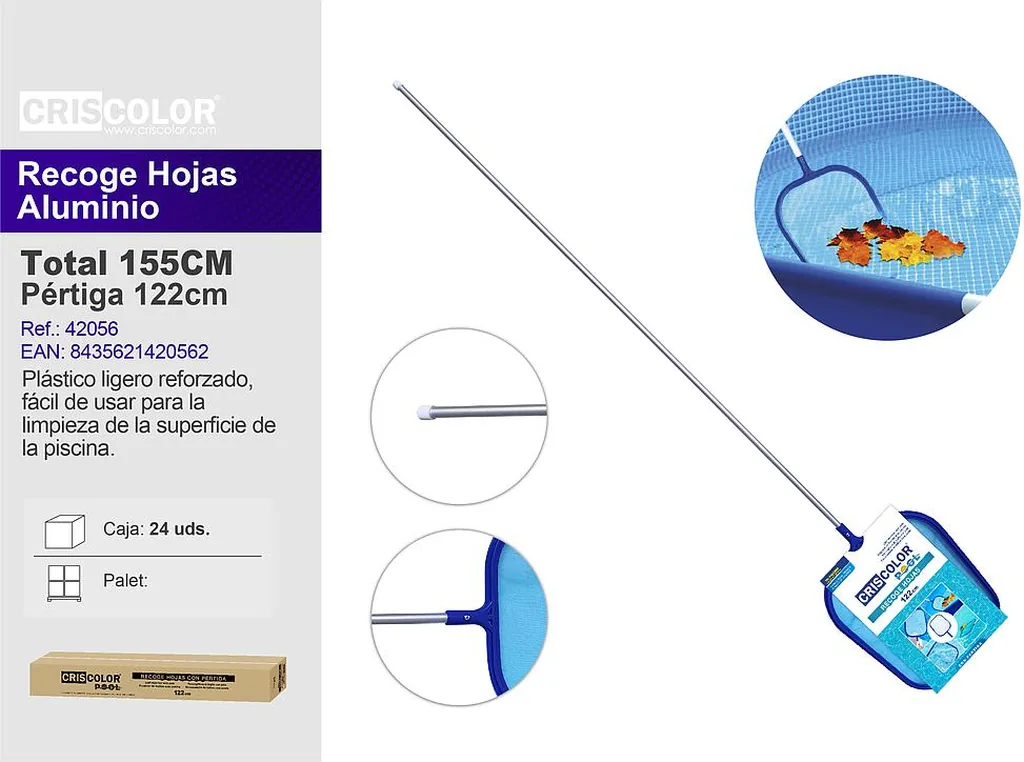 CRISCOLOR®
www.criscolor.com
Recoge Hojas
Aluminio
Total 155CM
Pértiga 122cm
Ref.: 42056
EAN: 8435621420562
Plástico ligero reforzado,
fácil de usar para la
limpieza de la superficie de
la piscina.
Caja: 24 uds.
Palet:
CRISCOLOR
POOL
RECOGE HOJAS CON PÉRTIGA
122cm
CRISCOLOR
POOL
RECOGE HOJAS
122cm